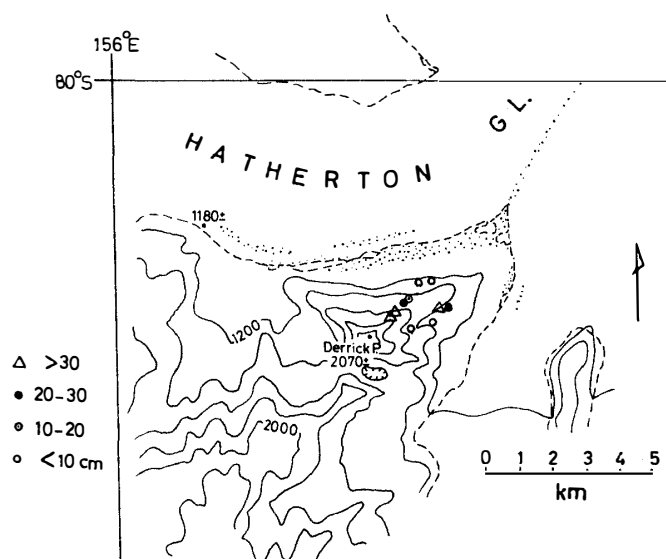 156°E
80°S
HATHERTON GL.
1180±
1200
Derrick P.
2070±
2000
△ >30
● 20-30
◉ 10-20
○ <10 cm
0 1 2 3 4 5
km